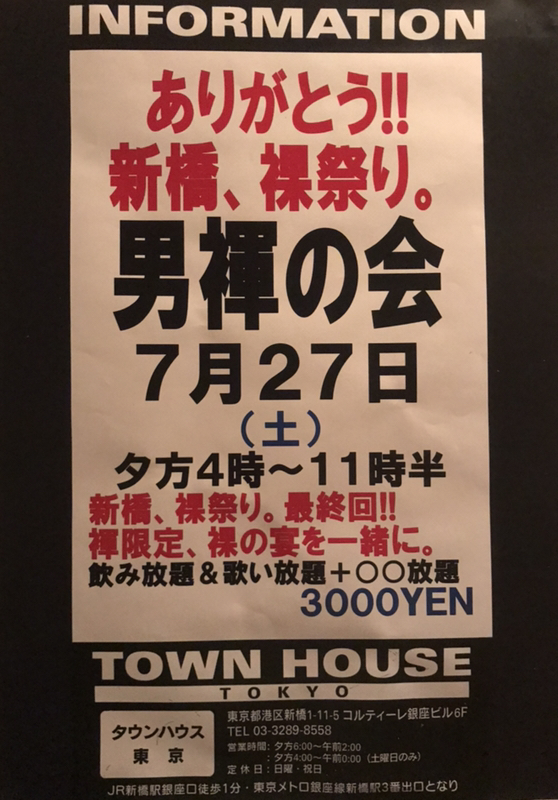 INFORMATION
ありがとう!!
新橋、裸祭り。
男褌の会
7月27日
（土）
夕方4時～11時半
新橋、裸祭り。最終回!!
褌限定、裸の宴を一緒に。
飲み放題＆歌い放題＋○○放題
3000YEN
TOWN HOUSE
TOKYO
タウンハウス
東京
東京都港区新橋1-11-5 コルティーレ銀座ビル6F
TEL 03-3289-8558
営業時間: 夕方6:00～午前2:00
: 夕方4:00～午前0:00（土曜日のみ）
定休日: 日曜・祝日
JR新橋駅銀座口徒歩1分・東京メトロ銀座線新橋駅3番出口となり